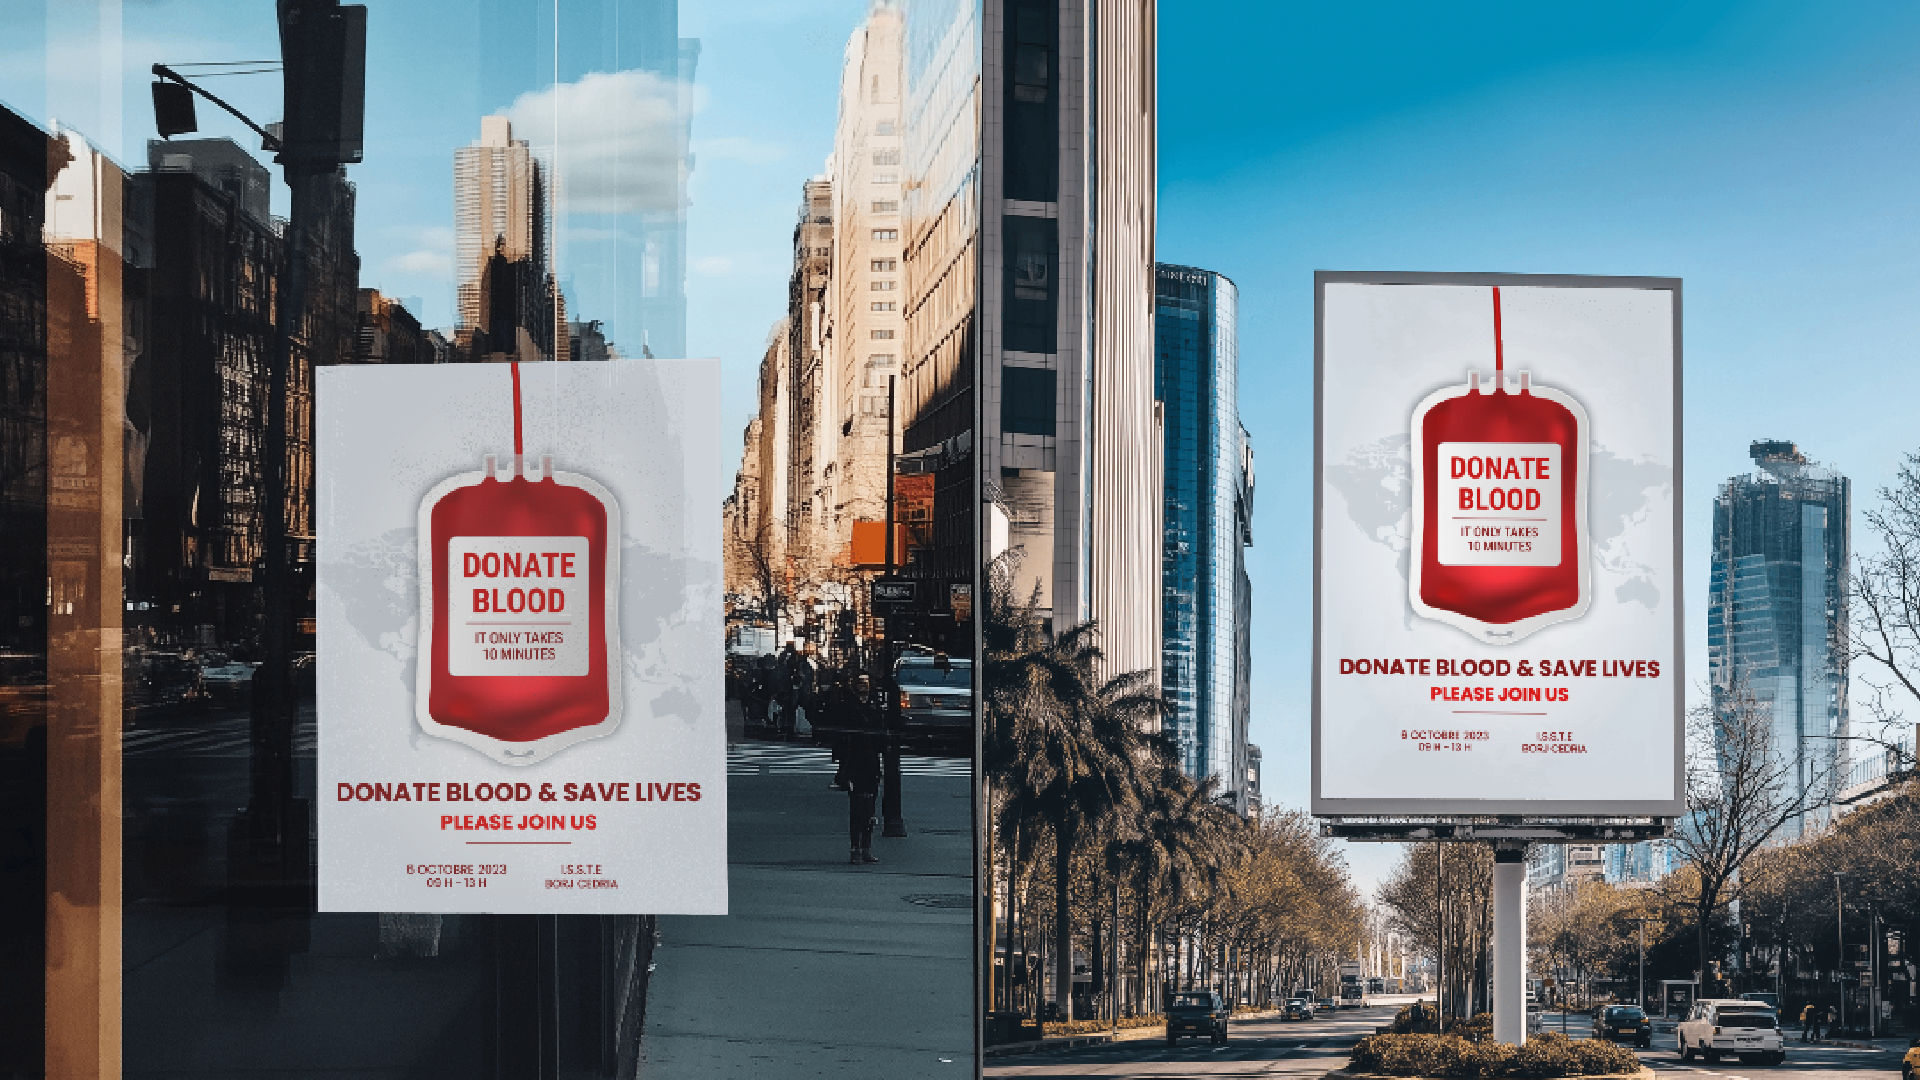 DONATE
BLOOD
IT ONLY TAKES
10 MINUTES
DONATE BLOOD & SAVE LIVES
PLEASE JOIN US
6 OCTOBRE 2023
09 H - 13 H
I.S.S.T.E
BORJ CEDRIA
DONATE
BLOOD
IT ONLY TAKES
10 MINUTES
DONATE BLOOD & SAVE LIVES
PLEASE JOIN US
6 OCTOBRE 2023
09 H - 13 H
I.S.S.T.E
BORJ CEDRIA